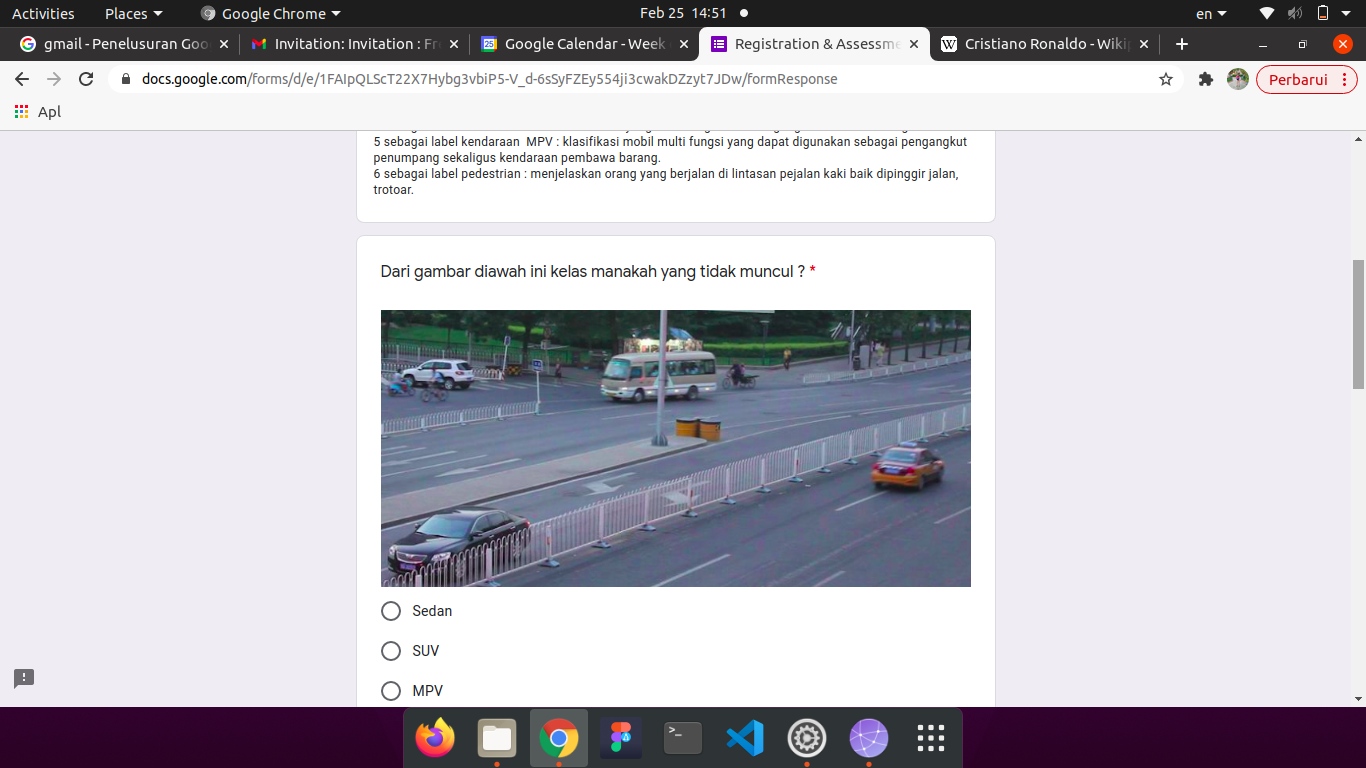 Activities Places Google Chrome Feb 25 14:51 en
gmail - Penelusuran Goo
Invitation: Invitation : Fr
Google Calendar - Week
Registration & Assessme
Cristiano Ronaldo - Wiki
docs.google.com/forms/d/e/1FAIpQLScT22X7Hybg3vbiP5-V_d-6sSyFZEy554ji3cwakDZzyt7JDw/formResponse
Perbarui
Apl
5 sebagai label kendaraan MPV : klasifikasi mobil multi fungsi yang dapat digunakan sebagai pengangkut
penumpang sekaligus kendaraan pembawa barang.
6 sebagai label pedestrian : menjelaskan orang yang berjalan di lintasan pejalan kaki baik dipinggir jalan,
trotoar.
Dari gambar diawah ini kelas manakah yang tidak muncul ? *
Sedan
SUV
MPV